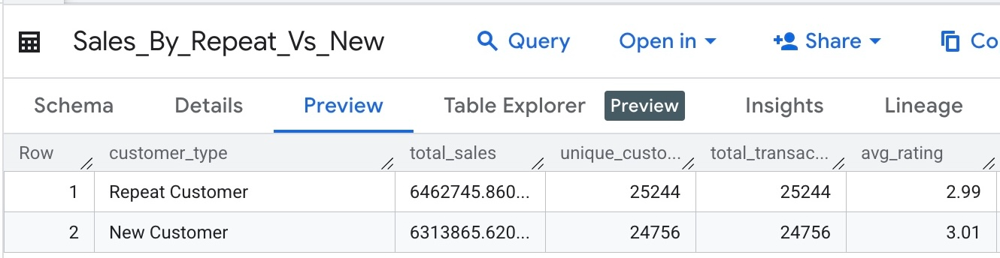 Sales_By_Repeat_Vs_New Query Open in Share Co
Schema Details Preview Table Explorer Preview Insights Lineage
Row customer_type total_sales unique_custo... total_transac... avg_rating
1 Repeat Customer 6462745.860... 25244 25244 2.99
2 New Customer 6313865.620... 24756 24756 3.01